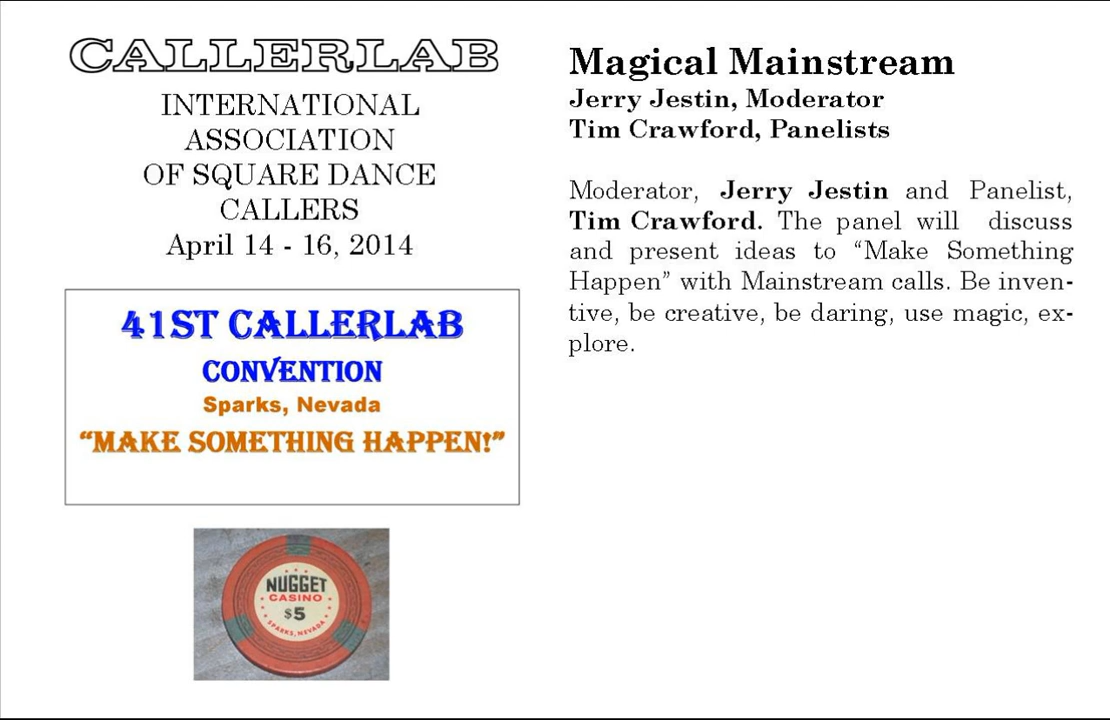 CALLERLAB
INTERNATIONAL
ASSOCIATION
OF SQUARE DANCE
CALLERS
April 14 - 16, 2014
41ST CALLERLAB
CONVENTION
Sparks, Nevada
“MAKE SOMETHING HAPPEN!”
NUGGET
CASINO
$5
SPARKS, NEVADA
Magical Mainstream
Jerry Jestin, Moderator
Tim Crawford, Panelists
Moderator, Jerry Jestin and Panelist,
Tim Crawford. The panel will discuss
and present ideas to “Make Something
Happen” with Mainstream calls. Be inven-
tive, be creative, be daring, use magic, ex-
plore.